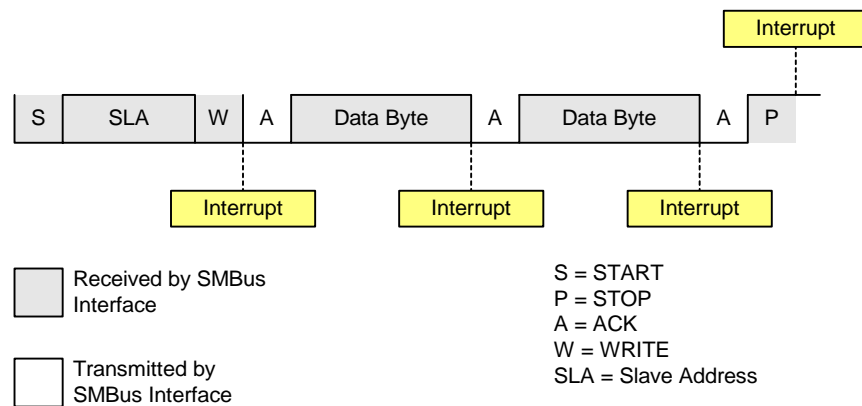 Interrupt
S SLA W A Data Byte A Data Byte A P
Interrupt Interrupt Interrupt
Received by SMBus
Interface
Transmitted by
SMBus Interface
S = START
P = STOP
A = ACK
W = WRITE
SLA = Slave Address